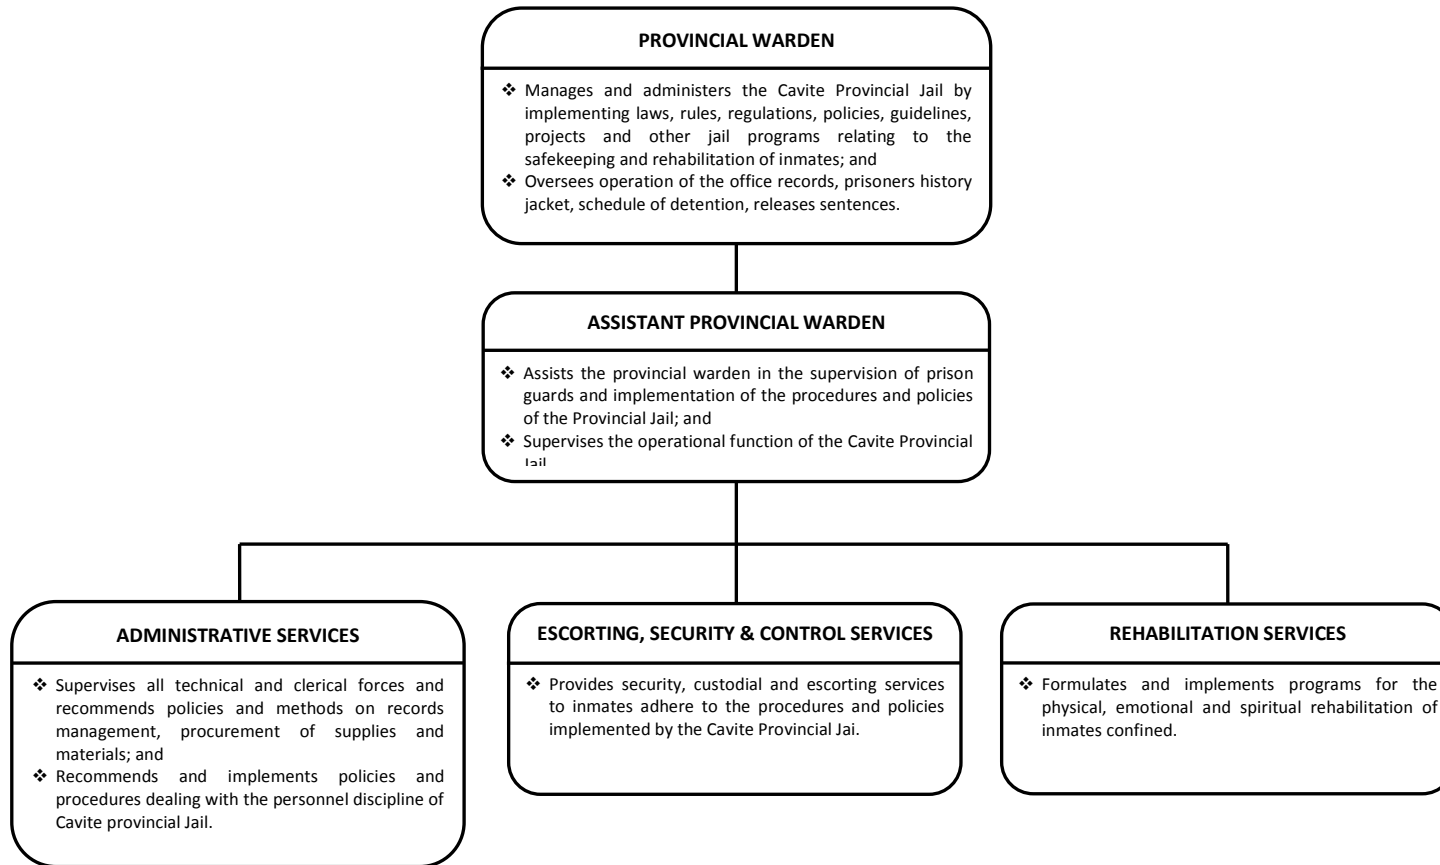 PROVINCIAL WARDEN
❖ Manages and administers the Cavite Provincial Jail by
implementing laws, rules, regulations, policies, guidelines,
projects and other jail programs relating to the
safekeeping and rehabilitation of inmates; and
❖ Oversees operation of the office records, prisoners history
jacket, schedule of detention, releases sentences.
ASSISTANT PROVINCIAL WARDEN
❖ Assists the provincial warden in the supervision of prison
guards and implementation of the procedures and policies
of the Provincial Jail; and
❖ Supervises the operational function of the Cavite Provincial
Jail
ADMINISTRATIVE SERVICES
❖ Supervises all technical and clerical forces and
recommends policies and methods on records
management, procurement of supplies and
materials; and
❖ Recommends and implements policies and
procedures dealing with the personnel discipline of
Cavite provincial Jail.
ESCORTING, SECURITY & CONTROL SERVICES
❖ Provides security, custodial and escorting services
to inmates adhere to the procedures and policies
implemented by the Cavite Provincial Jai.
REHABILITATION SERVICES
❖ Formulates and implements programs for the
physical, emotional and spiritual rehabilitation of
inmates confined.